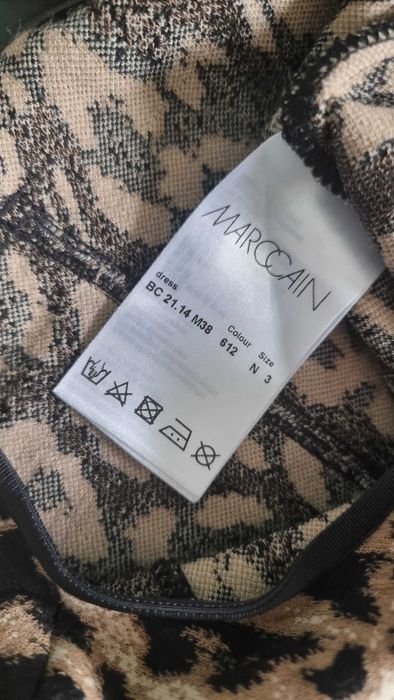 MARCCAIN
dress
BC 21.14 M38
Colour
612
Size
N 3